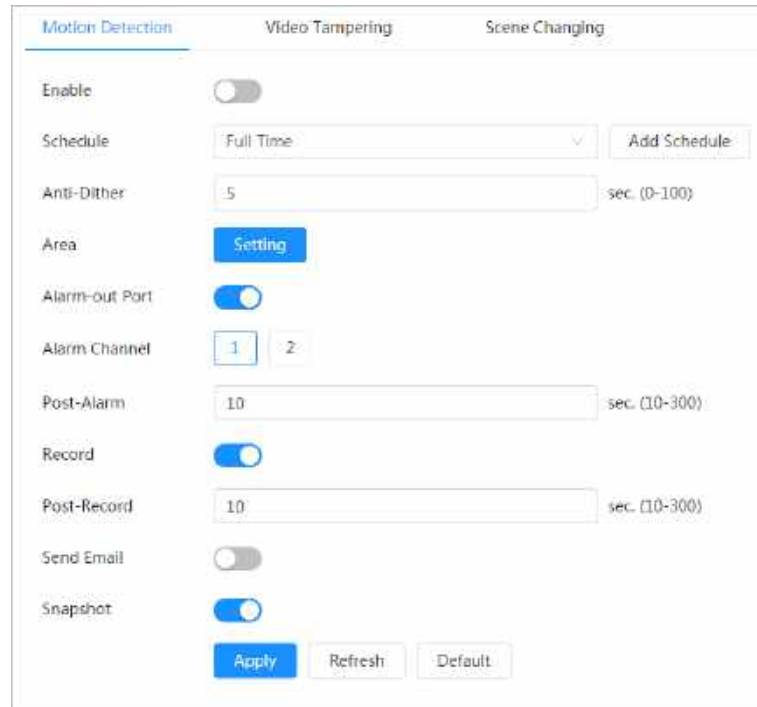 Motion Detection Video Tampering Scene Changing
Enable
Schedule Full Time Add Schedule
Anti-Dither 5 sec. (0-100)
Area Setting
Alarm-out Port
Alarm Channel 1 2
Post-Alarm 10 sec. (10-300)
Record
Post-Record 10 sec. (10-300)
Send Email
Snapshot
Apply Refresh Default